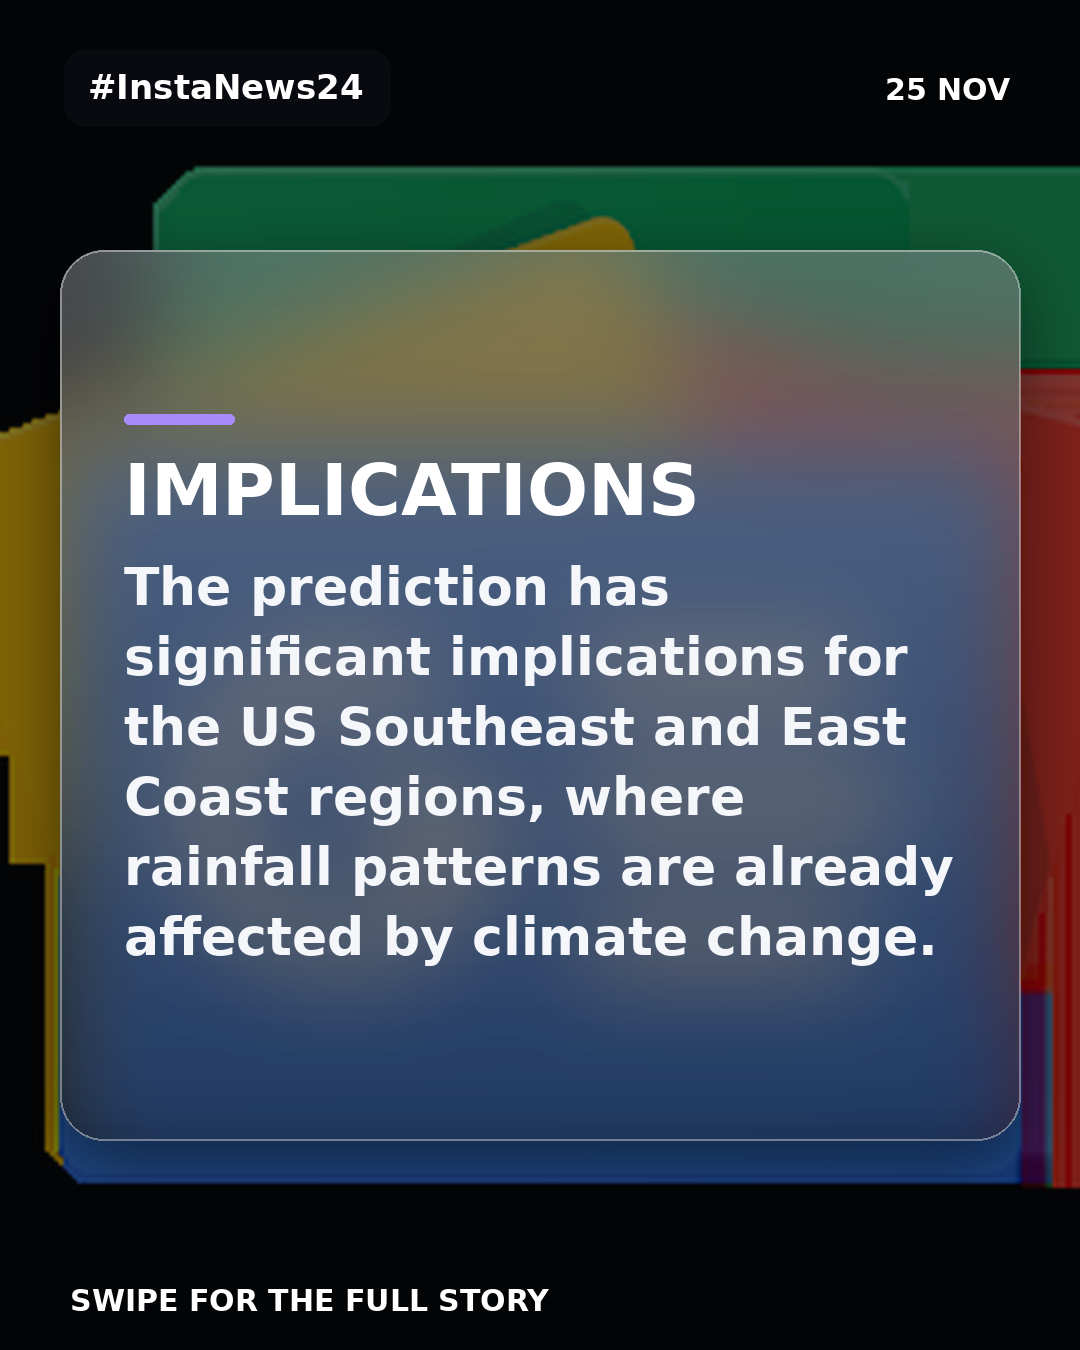 #InstaNews24
25 NOV
IMPLICATIONS
The prediction has
significant implications for
the US Southeast and East
Coast regions, where
rainfall patterns are already
affected by climate change.
SWIPE FOR THE FULL STORY